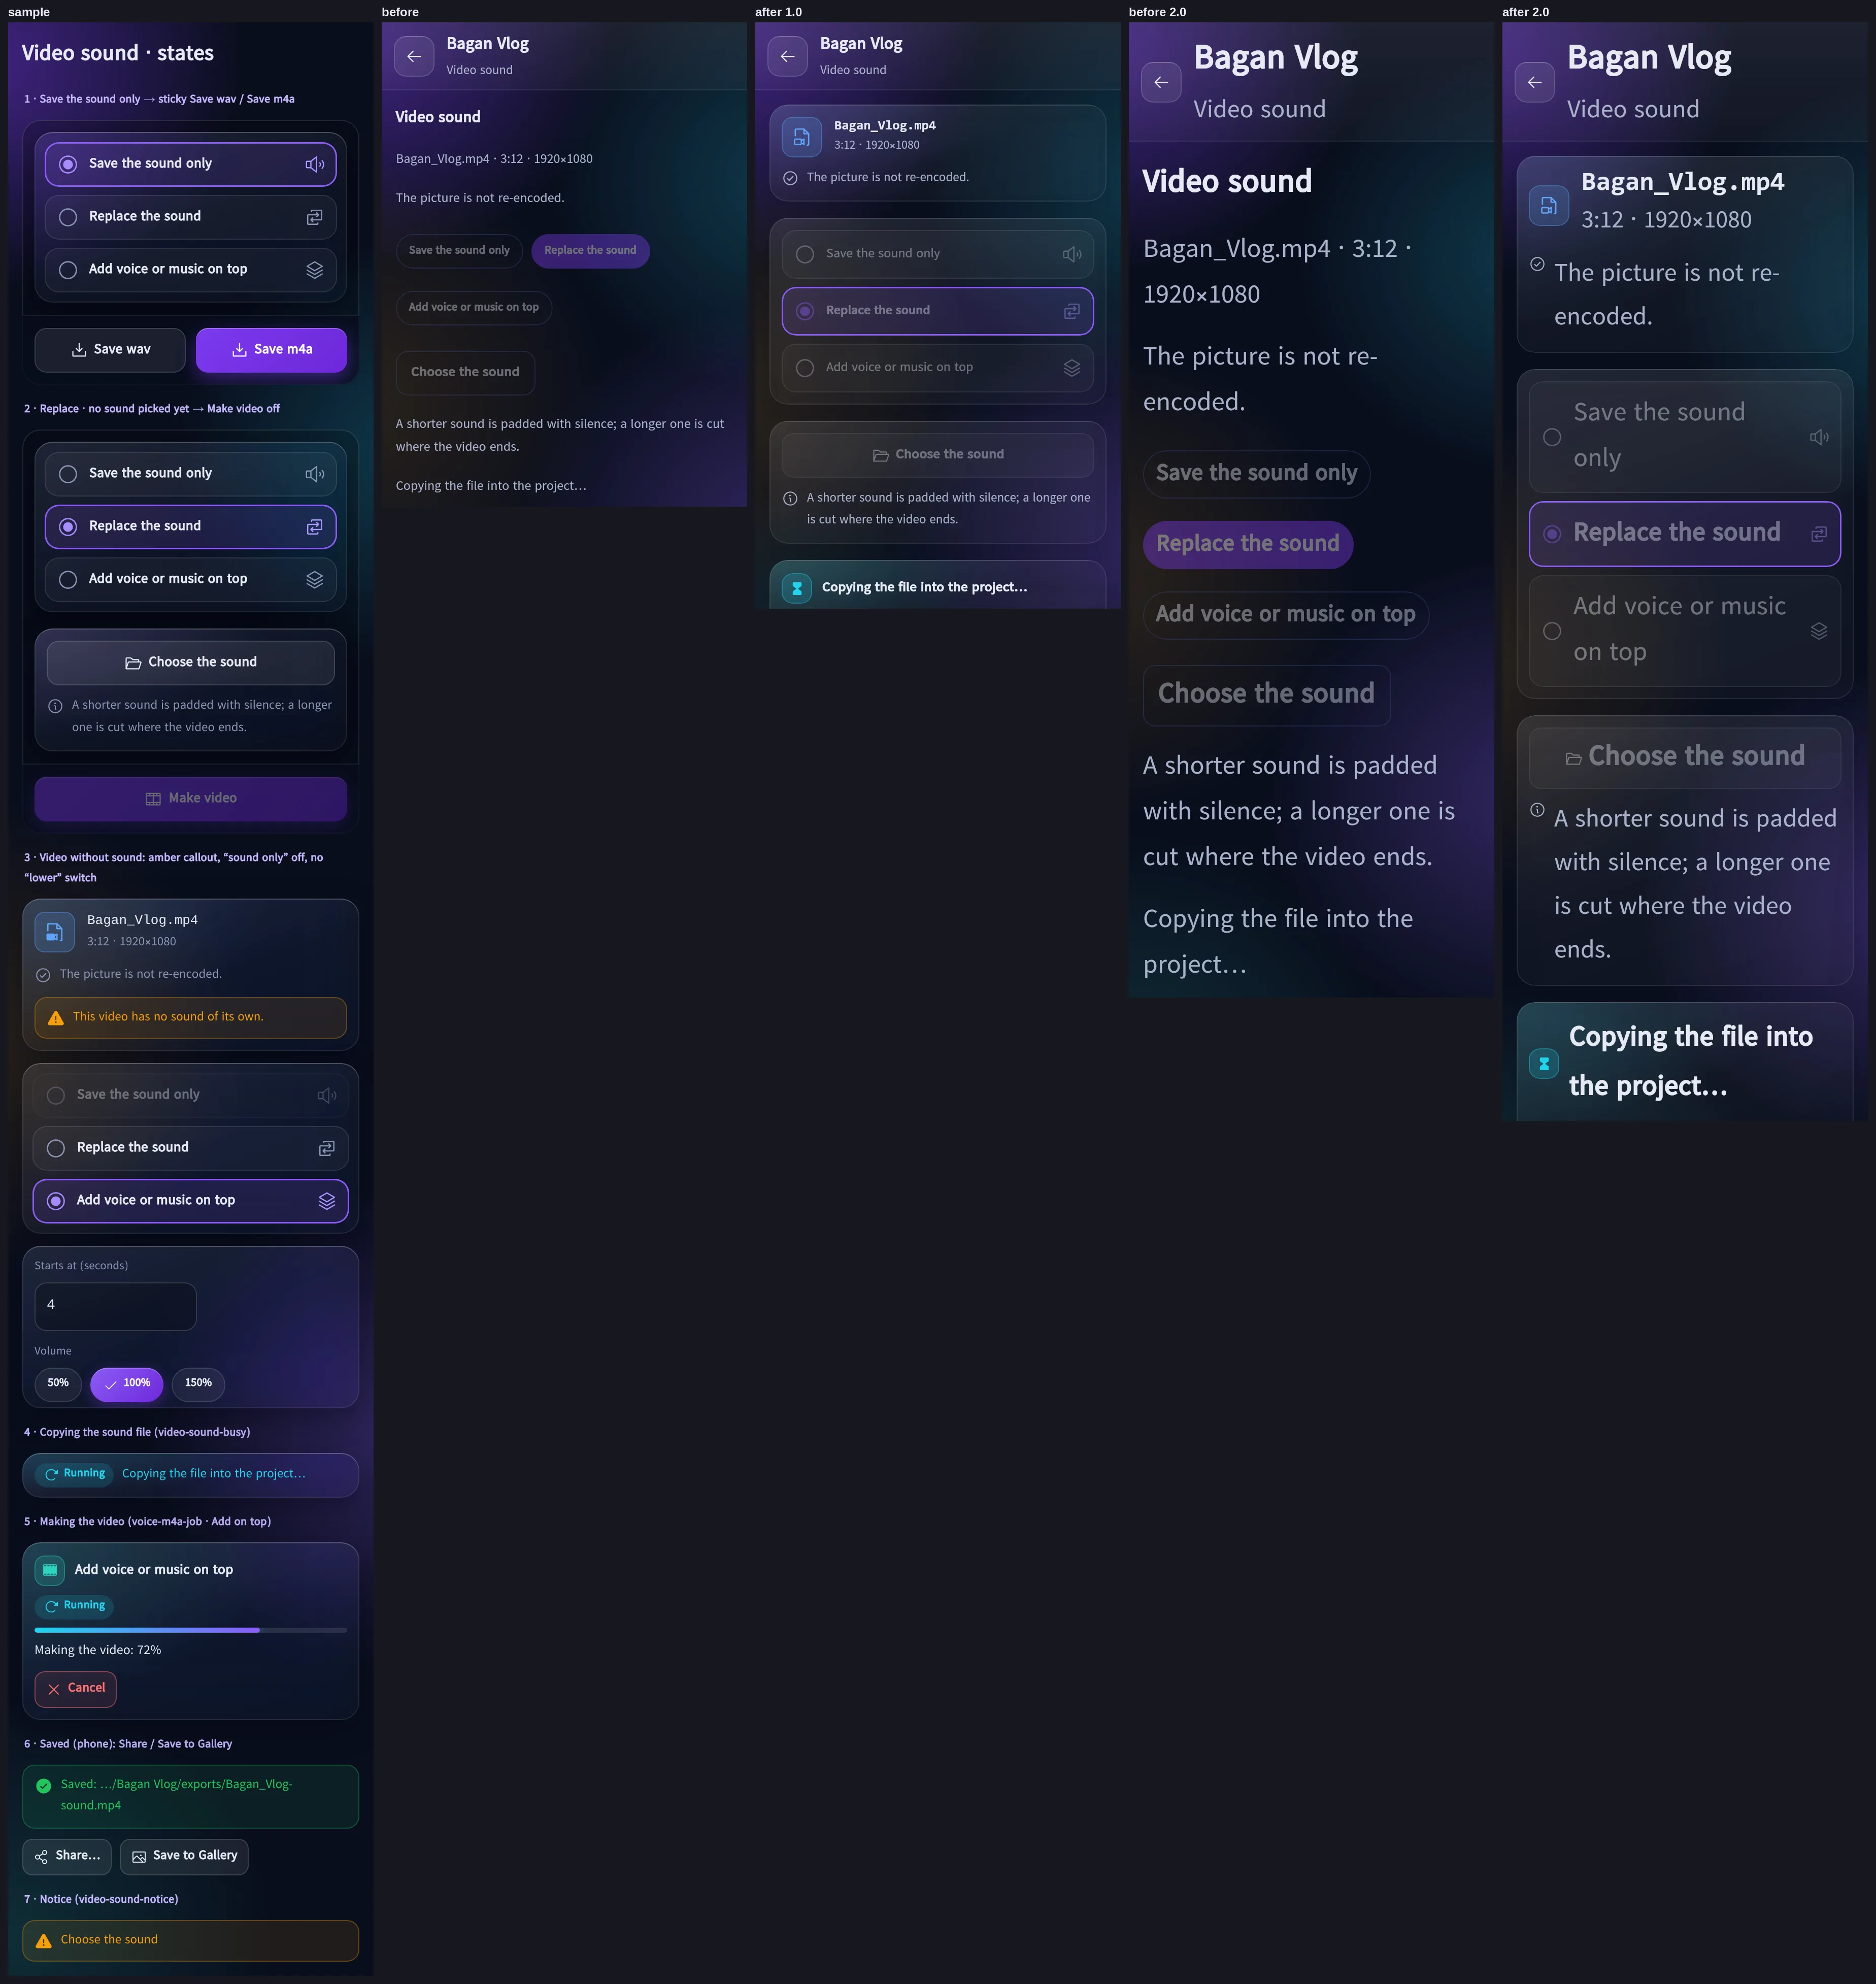 sample
Video sound · states
1 · Save the sound only → sticky Save wav / Save m4a
Save the sound only
Replace the sound
Add voice or music on top
Save wav
Save m4a
2 · Replace · no sound picked yet → Make video off
Save the sound only
Replace the sound
Add voice or music on top
Choose the sound
A shorter sound is padded with silence; a longer
one is cut where the video ends.
Make video
3 · Video without sound: amber callout, “sound only” off, no
“lower” switch
Bagan_Vlog.mp4
3:12 · 1920×1080
The picture is not re-encoded.
This video has no sound of its own.
Save the sound only
Replace the sound
Add voice or music on top
Starts at (seconds)
4
Volume
50%
100%
150%
4 · Copying the sound file (video-sound-busy)
Running
Copying the file into the project…
5 · Making the video (voice-m4a-job · Add on top)
Add voice or music on top
Running
Making the video: 72%
Cancel
6 · Saved (phone): Share / Save to Gallery
Saved: …/Bagan Vlog/exports/Bagan_Vlog-
sound.mp4
Share…
Save to Gallery
7 · Notice (video-sound-notice)
Choose the sound
before
Bagan Vlog
Video sound
Video sound
Bagan_Vlog.mp4 · 3:12 · 1920×1080
The picture is not re-encoded.
Save the sound only
Replace the sound
Add voice or music on top
Choose the sound
A shorter sound is padded with silence; a longer one is cut
where the video ends.
Copying the file into the project…
after 1.0
Bagan Vlog
Video sound
Bagan_Vlog.mp4
3:12 · 1920×1080
The picture is not re-encoded.
Save the sound only
Replace the sound
Add voice or music on top
Choose the sound
A shorter sound is padded with silence; a longer one
is cut where the video ends.
Copying the file into the project…
before 2.0
Bagan Vlog
Video sound
Video sound
Bagan_Vlog.mp4 · 3:12 ·
1920×1080
The picture is not re-
encoded.
Save the sound only
Replace the sound
Add voice or music on top
Choose the sound
A shorter sound is padded
with silence; a longer one is
cut where the video ends.
Copying the file into the
project…
after 2.0
Bagan Vlog
Video sound
Bagan_Vlog.mp4
3:12 · 1920×1080
The picture is not re-
encoded.
Save the sound
only
Replace the sound
Add voice or music
on top
Choose the sound
A shorter sound is padded
with silence; a longer one
is cut where the video
ends.
Copying the file into
the project…